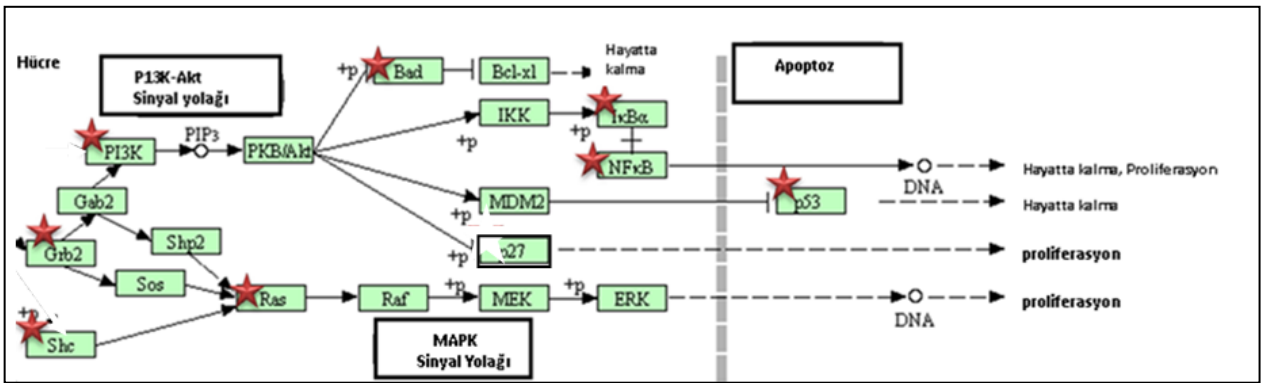 Hücre
P13K-Akt
Sinyal yolağı
+p
Bad
Bcl-xl
Hayatta
kalma
Apoptoz
IKK
+p
+p
IκBα
PI3K
PIP3
PKB/Akt
NFκB
DNA
Hayatta kalma, Proliferasyon
Gab2
MDM2
+p
p53
Hayatta kalma
Grb2
Shp2
+p
p27
proliferasyon
Sos
Ras
Raf
+p
MEK
+p
ERK
DNA
proliferasyon
+p
Shc
MAPK
Sinyal Yolağı